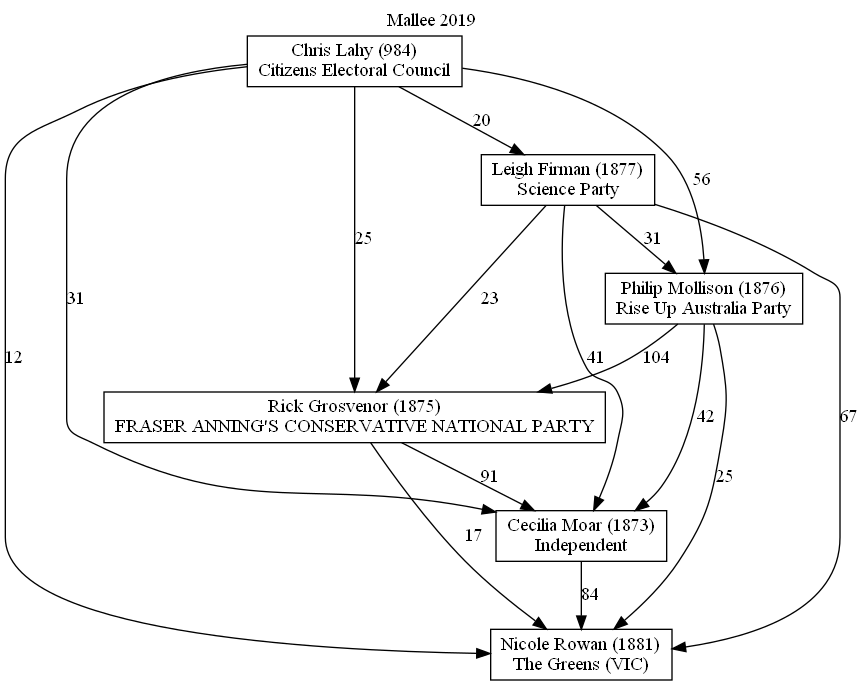 Mallee 2019
Chris Lahy (984)
Citizens Electoral Council
20
Leigh Firman (1877)
Science Party
56
25
31
31
Philip Mollison (1876)
Rise Up Australia Party
23
12
41
104
67
Rick Grosvenor (1875)
FRASER ANNING'S CONSERVATIVE NATIONAL PARTY
42
91
25
Cecilia Moar (1873)
Independent
17
84
Nicole Rowan (1881)
The Greens (VIC)